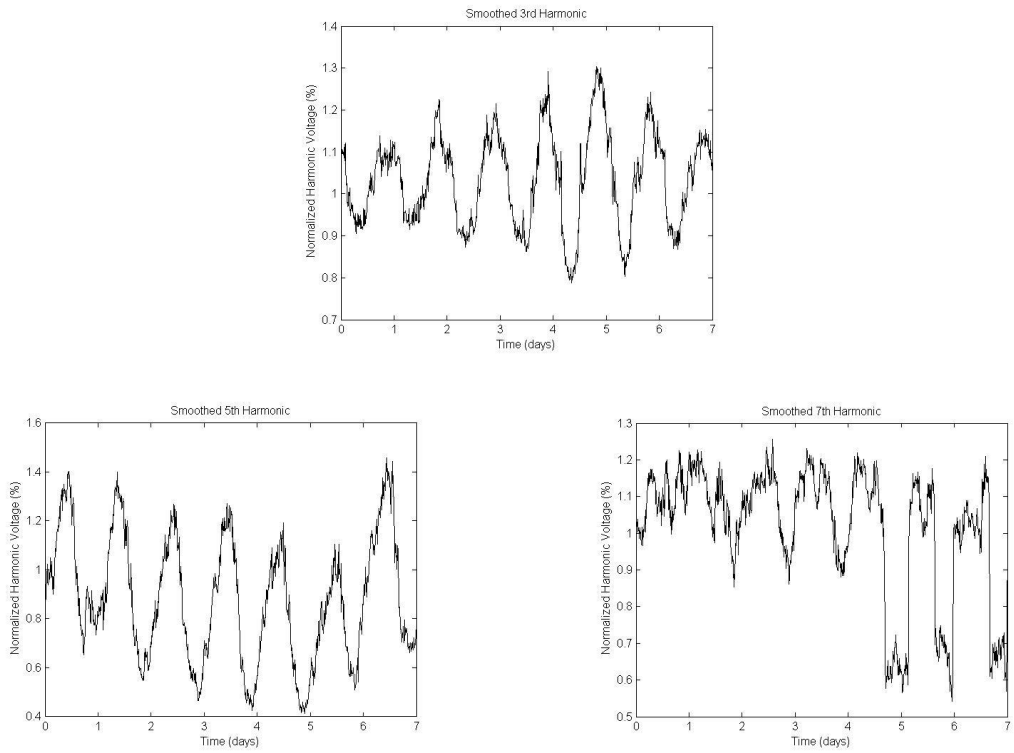 Smoothed 3rd Harmonic
Normalized Harmonic Voltage (%)
1.4
1.3
1.2
1.1
1
0.9
0.8
0.7
0 1 2 3 4 5 6 7
Time (days)
Smoothed 5th Harmonic
Normalized Harmonic Voltage (%)
1.6
1.4
1.2
1
0.8
0.6
0.4
0 1 2 3 4 5 6 7
Time (days)
Smoothed 7th Harmonic
Normalized Harmonic Voltage (%)
1.3
1.2
1.1
1
0.9
0.8
0.7
0.6
0.5
0 1 2 3 4 5 6 7
Time (days)